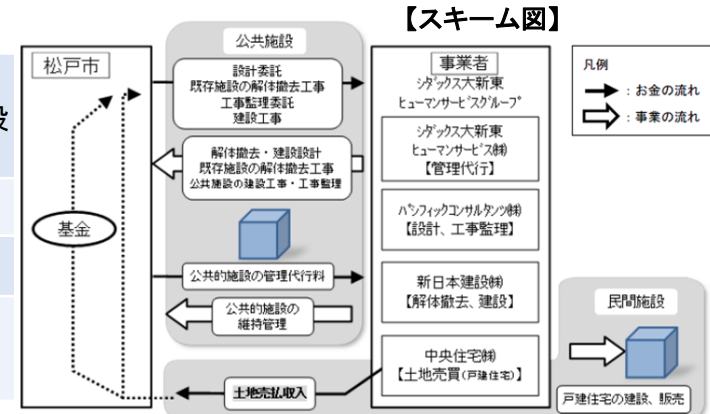 【スキーム図】
設
松戸市
基金
公共施設
設計委託
既存施設の解体撤去工事
工事監理委託
建設工事
解体撤去・建設設計
既存施設の解体撤去工事
公共施設の建設工事・工事監理
公共的施設の管理代行料
公共的施設の
維持管理
土地売払収入
事業者
シダックス大新東
ヒューマンサービスグループ
シダックス大新東
ヒューマンサービス㈱
【管理代行】
パシフィックコンサルタンツ㈱
【設計、工事監理】
新日本建設㈱
【解体撤去、建設】
中央住宅㈱
【土地売買(戸建住宅)】
凡例
：お金の流れ
：事業の流れ
民間施設
戸建住宅の建設、販売